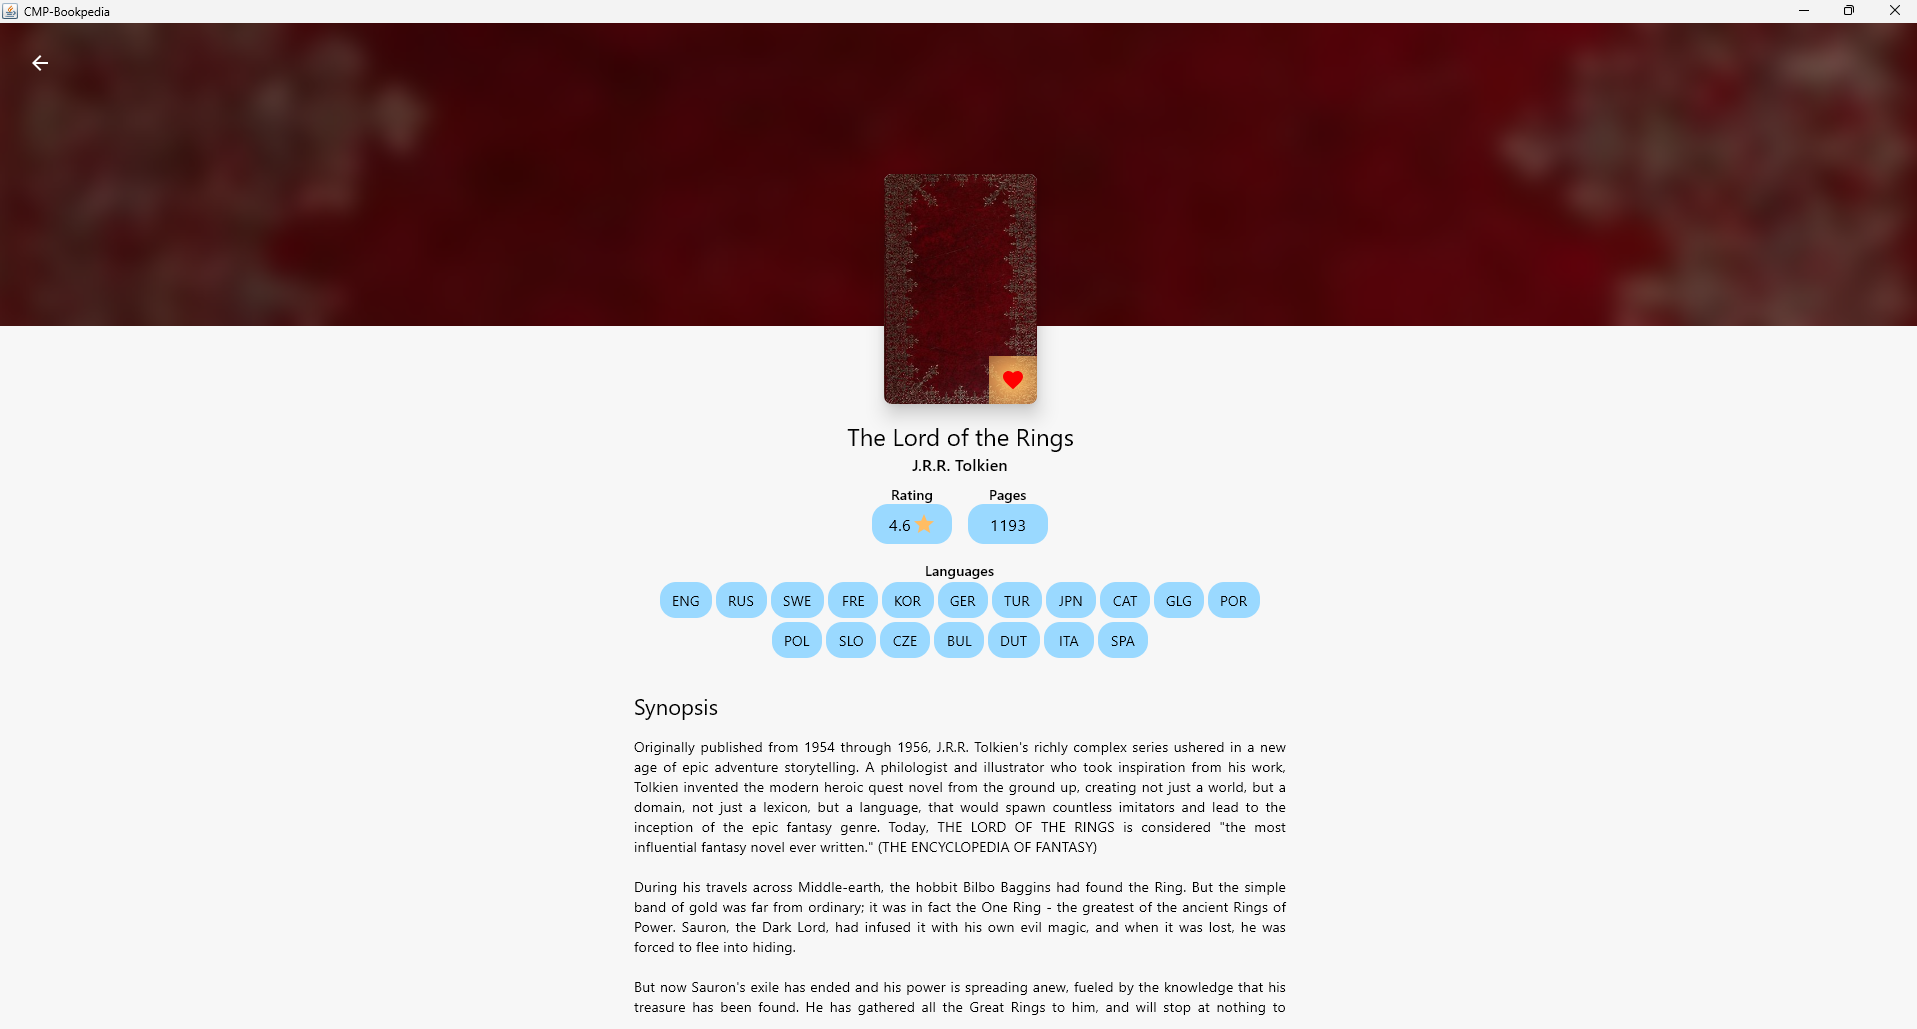 CMP-Bookpedia
The Lord of the Rings
J.R.R. Tolkien
Rating Pages
4.6 1193
Languages
ENG RUS SWE FRE KOR GER TUR JPN CAT GLG POR
POL SLO CZE BUL DUT ITA SPA
Synopsis
Originally published from 1954 through 1956, J.R.R. Tolkien's richly complex series ushered in a new
age of epic adventure storytelling. A philologist and illustrator who took inspiration from his work,
Tolkien invented the modern heroic quest novel from the ground up, creating not just a world, but a
domain, not just a lexicon, but a language, that would spawn countless imitators and lead to the
inception of the epic fantasy genre. Today, THE LORD OF THE RINGS is considered "the most
influential fantasy novel ever written." (THE ENCYCLOPEDIA OF FANTASY)
During his travels across Middle-earth, the hobbit Bilbo Baggins had found the Ring. But the simple
band of gold was far from ordinary; it was in fact the One Ring - the greatest of the ancient Rings of
Power. Sauron, the Dark Lord, had infused it with his own evil magic, and when it was lost, he was
forced to flee into hiding.
But now Sauron's exile has ended and his power is spreading anew, fueled by the knowledge that his
treasure has been found. He has gathered all the Great Rings to him, and will stop at nothing to